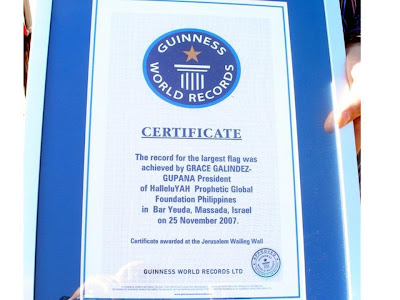 GUINNESS
WORLD RECORDS
CERTIFICATE
The record for the largest flag was
achieved by GRACE GALINDEZ-
GUPANA President
of HalleluYAH Prophetic Global
Foundation Philippines
in Bar Yeuda, Massada, Israel
on 25 November 2007.
Certificate awarded at the Jerusalem Wailing Wall
GUINNESS WORLD RECORDS LTD